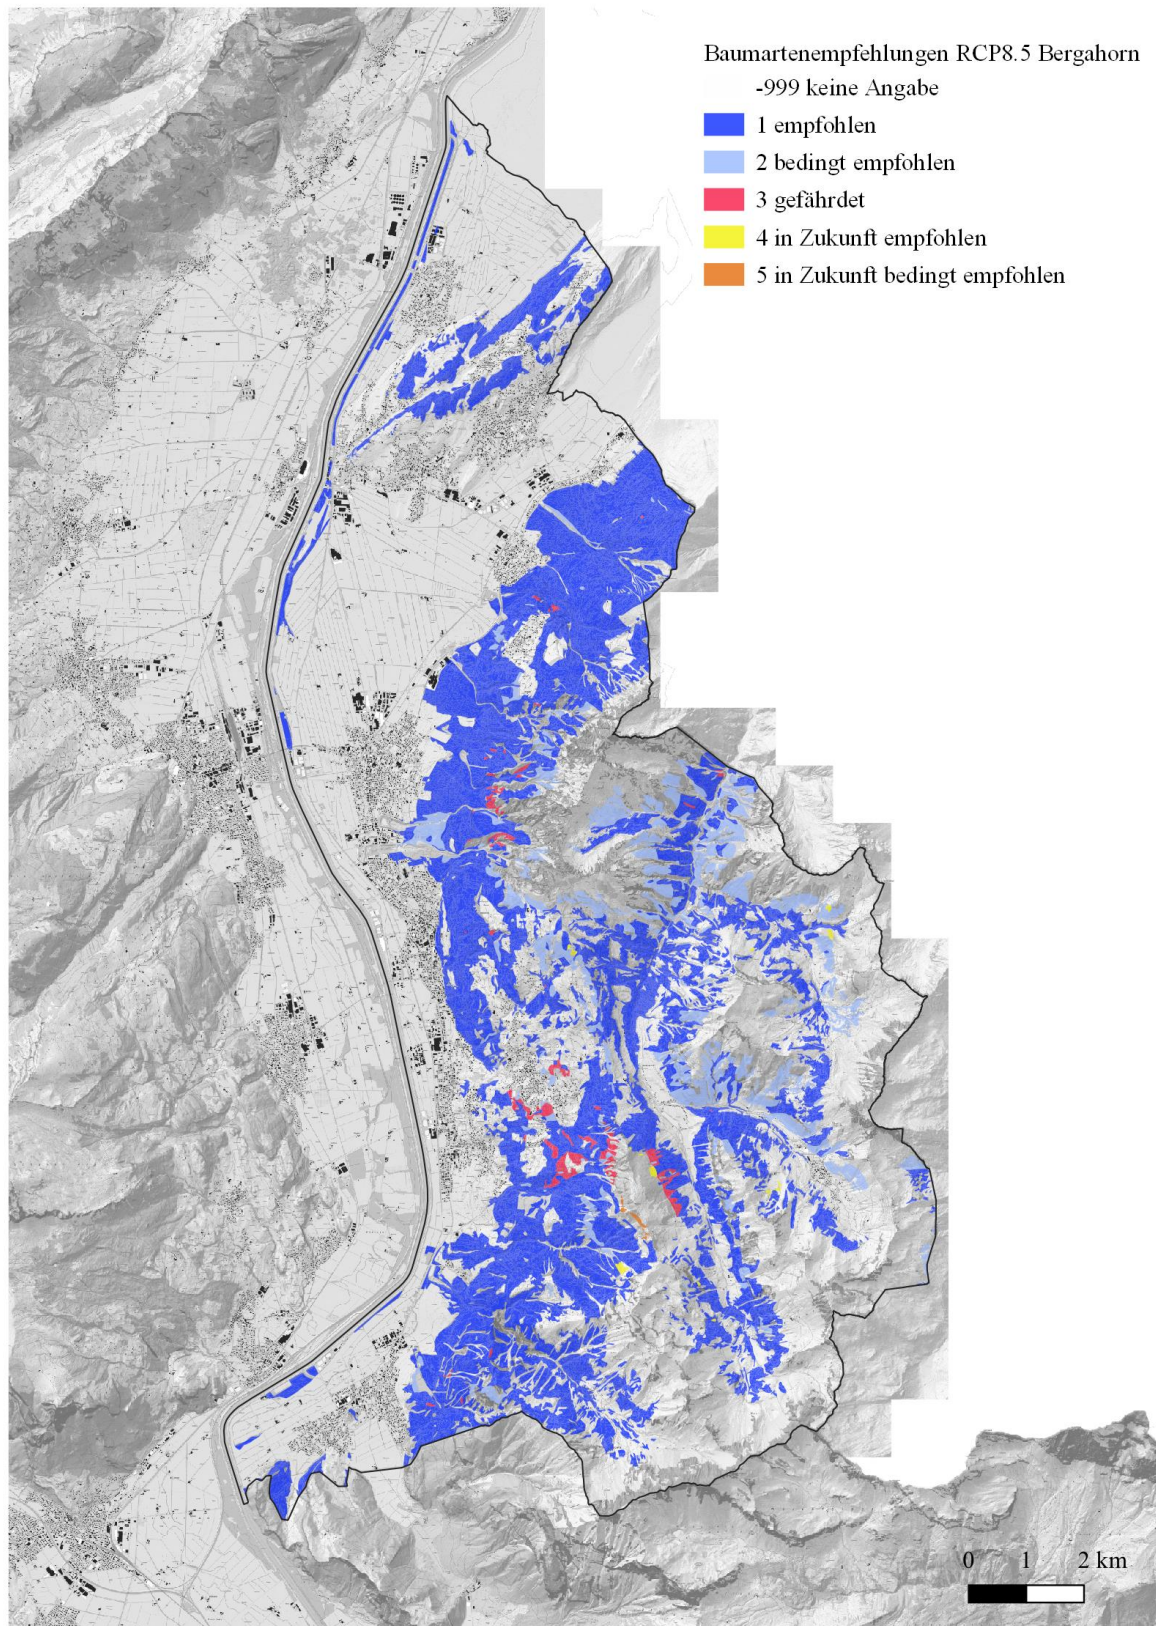 Baumartenempfehlungen RCP8.5 Bergahorn
-999 keine Angabe
1 empfohlen
2 bedingt empfohlen
3 gefährdet
4 in Zukunft empfohlen
5 in Zukunft bedingt empfohlen
0 1 2 km